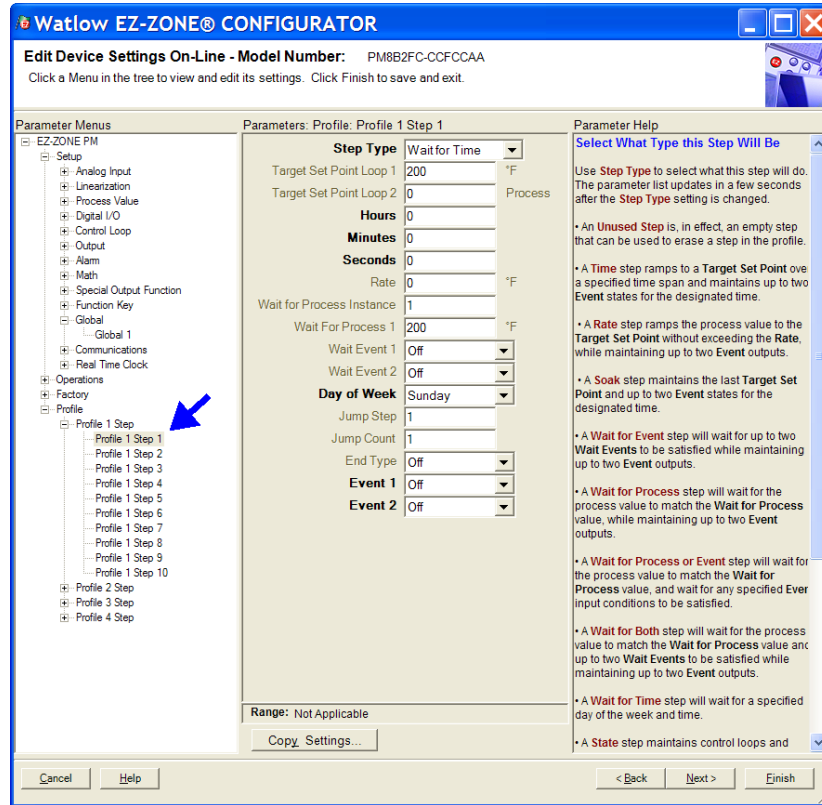 Watlow EZ-ZONE® CONFIGURATOR
Edit Device Settings On-Line - Model Number: PM8B2FC-CCFCCAA
Click a Menu in the tree to view and edit its settings. Click Finish to save and exit.
Parameter Menus
EZ-ZONE PM
Setup
Analog Input
Linearization
Process Value
Digital I/O
Control Loop
Output
Alarm
Math
Special Output Function
Function Key
Global
Global 1
Communications
Real Time Clock
Operations
Factory
Profile
Profile 1 Step
Profile 1 Step 1
Profile 1 Step 2
Profile 1 Step 3
Profile 1 Step 4
Profile 1 Step 5
Profile 1 Step 6
Profile 1 Step 7
Profile 1 Step 8
Profile 1 Step 9
Profile 1 Step 10
Profile 2 Step
Profile 3 Step
Profile 4 Step
Parameters: Profile: Profile 1 Step 1
Step Type Wait for Time
Target Set Point Loop 1 200 °F
Target Set Point Loop 2 0 Process
Hours 0
Minutes 0
Seconds 0
Rate 0 °F
Wait for Process Instance 1
Wait For Process 1 200 °F
Wait Event 1 Off
Wait Event 2 Off
Day of Week Sunday
Jump Step 1
Jump Count 1
End Type Off
Event 1 Off
Event 2 Off
Range: Not Applicable
Copy Settings...
Parameter Help
Select What Type this Step Will Be
Use Step Type to select what this step will do.
The parameter list updates in a few seconds
after the Step Type setting is changed.
• An Unused Step is, in effect, an empty step
that can be used to erase a step in the profile.
• A Time step ramps to a Target Set Point ove
a specified time span and maintains up to two
Event states for the designated time.
• A Rate step ramps the process value to the
Target Set Point without exceeding the Rate,
while maintaining up to two Event outputs.
• A Soak step maintains the last Target Set
Point and up to two Event states for the
designated time.
• A Wait for Event step will wait for up to two
Wait Events to be satisfied while maintaining
up to two Event outputs.
• A Wait for Process step will wait for the
process value to match the Wait for Process
value, while maintaining up to two Event
outputs.
• A Wait for Process or Event step will wait for
the process value to match the Wait for
Process value, and wait for any specified Ever
input conditions to be satisfied.
• A Wait for Both step will wait for the process
value to match the Wait for Process value and
up to two Wait Events to be satisfied while
maintaining up to two Event outputs.
• A Wait for Time step will wait for a specified
day of the week and time.
• A State step maintains control loops and
Cancel Help < Back Next > Finish